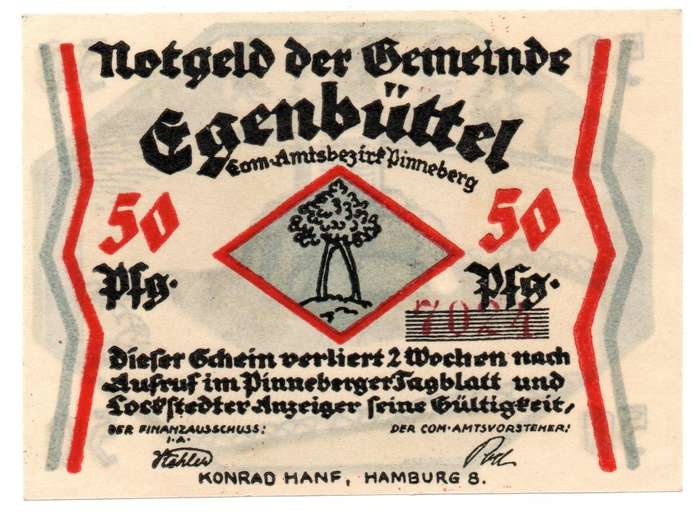 Notgeld der Gemeinde
Egenbüttel
Com.-Amtsbezirk Pinneberg
50 50
Pfg. Pfg.
7024
Dieser Schein verliert 2 Wochen nach
Aufruf im Pinneberger Tagblatt und
Lockstedter Anzeiger seine Gültigkeit,
DER FINANZAUSSCHUSS: DER COM.-AMTSVORSTEHER:
I.A.
KONRAD HANF, HAMBURG 8.